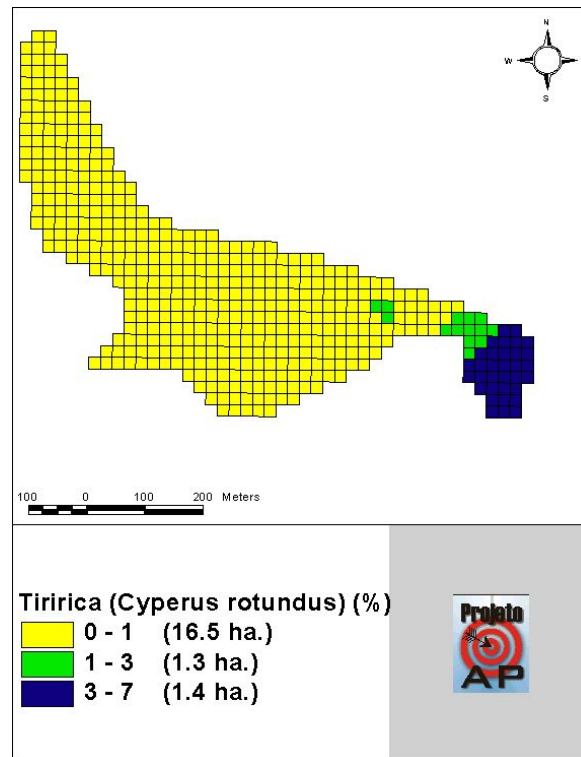 N
W
S
100 0 100 200 Meters
Tiririca (Cyperus rotundus) (%)
0 - 1 (16.5 ha.)
1 - 3 (1.3 ha.)
3 - 7 (1.4 ha.)
Projeto
AP